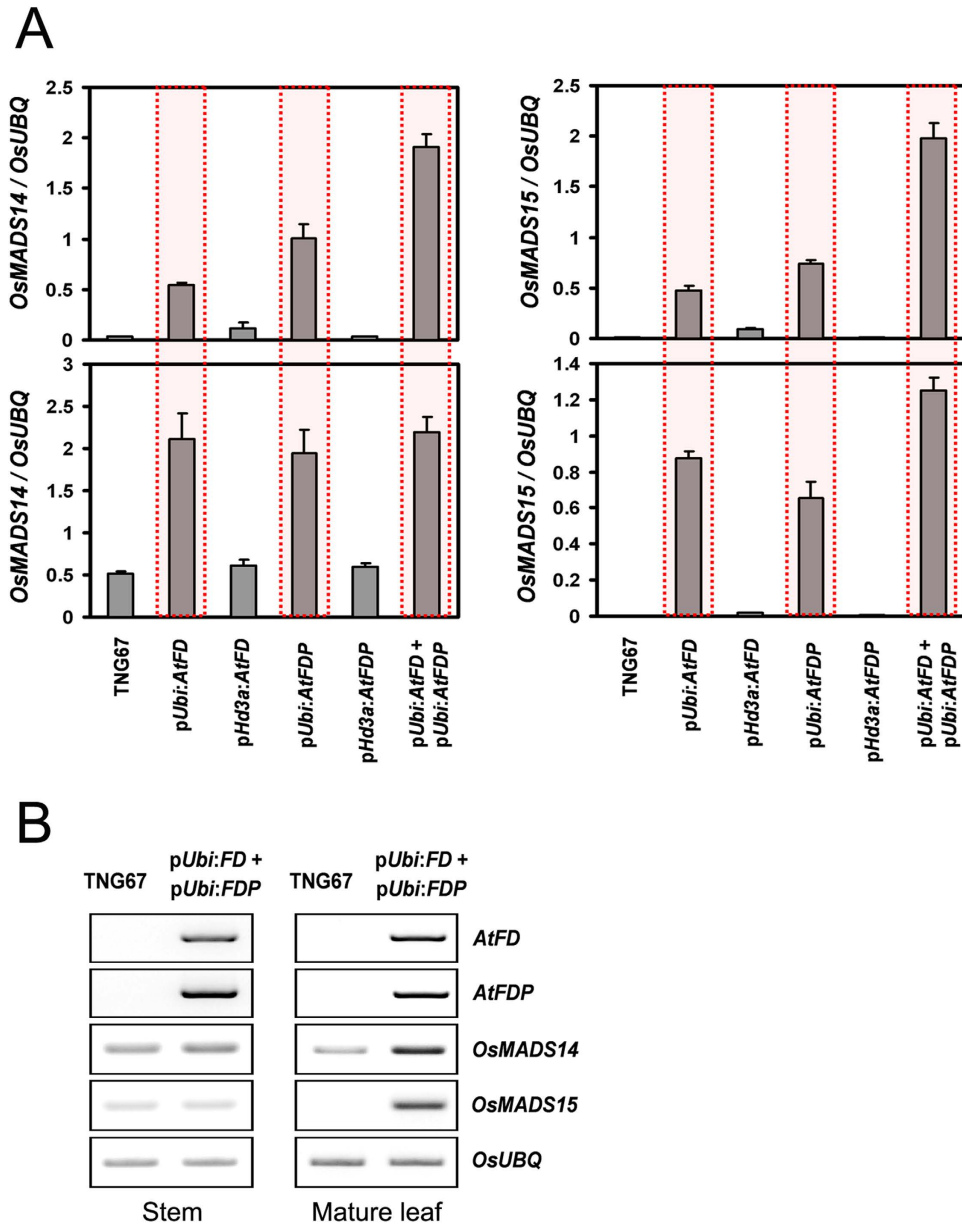 A
OsMADS14 / OsUBQ
2.5
2
1.5
1
0.5
0
OsMADS15 / OsUBQ
2.5
2
1.5
1
0.5
0
OsMADS14 / OsUBQ
3
2.5
2
1.5
1
0.5
0
OsMADS15 / OsUBQ
1.4
1.2
1
0.8
0.6
0.4
0.2
0
TNG67
pUbi:AtFD
pHd3a:AtFD
pUbi:AtFDP
pHd3a:AtFDP
pUbi:AtFD +
pUbi:AtFDP
TNG67
pUbi:AtFD
pHd3a:AtFD
pUbi:AtFDP
pHd3a:AtFDP
pUbi:AtFD +
pUbi:AtFDP
B
TNG67
pUbi:FD +
pUbi:FDP
TNG67
pUbi:FD +
pUbi:FDP
AtFD
AtFDP
OsMADS14
OsMADS15
OsUBQ
Stem
Mature leaf